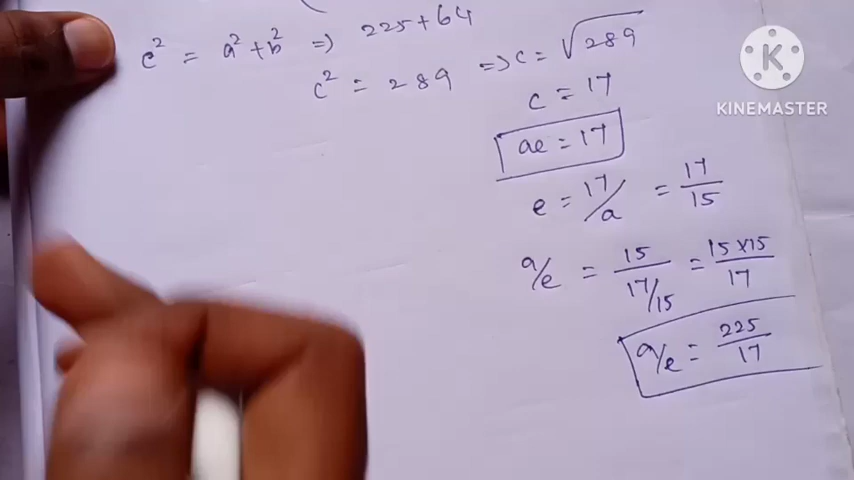 c² = a² + b² => 225 + 64
c² = 289 => c = √289
c = 17
ae = 17
e = 17/a = 17/15
a/e = 15/(17/15) = 15×15/17
a/e = 225/17
KINEMASTER